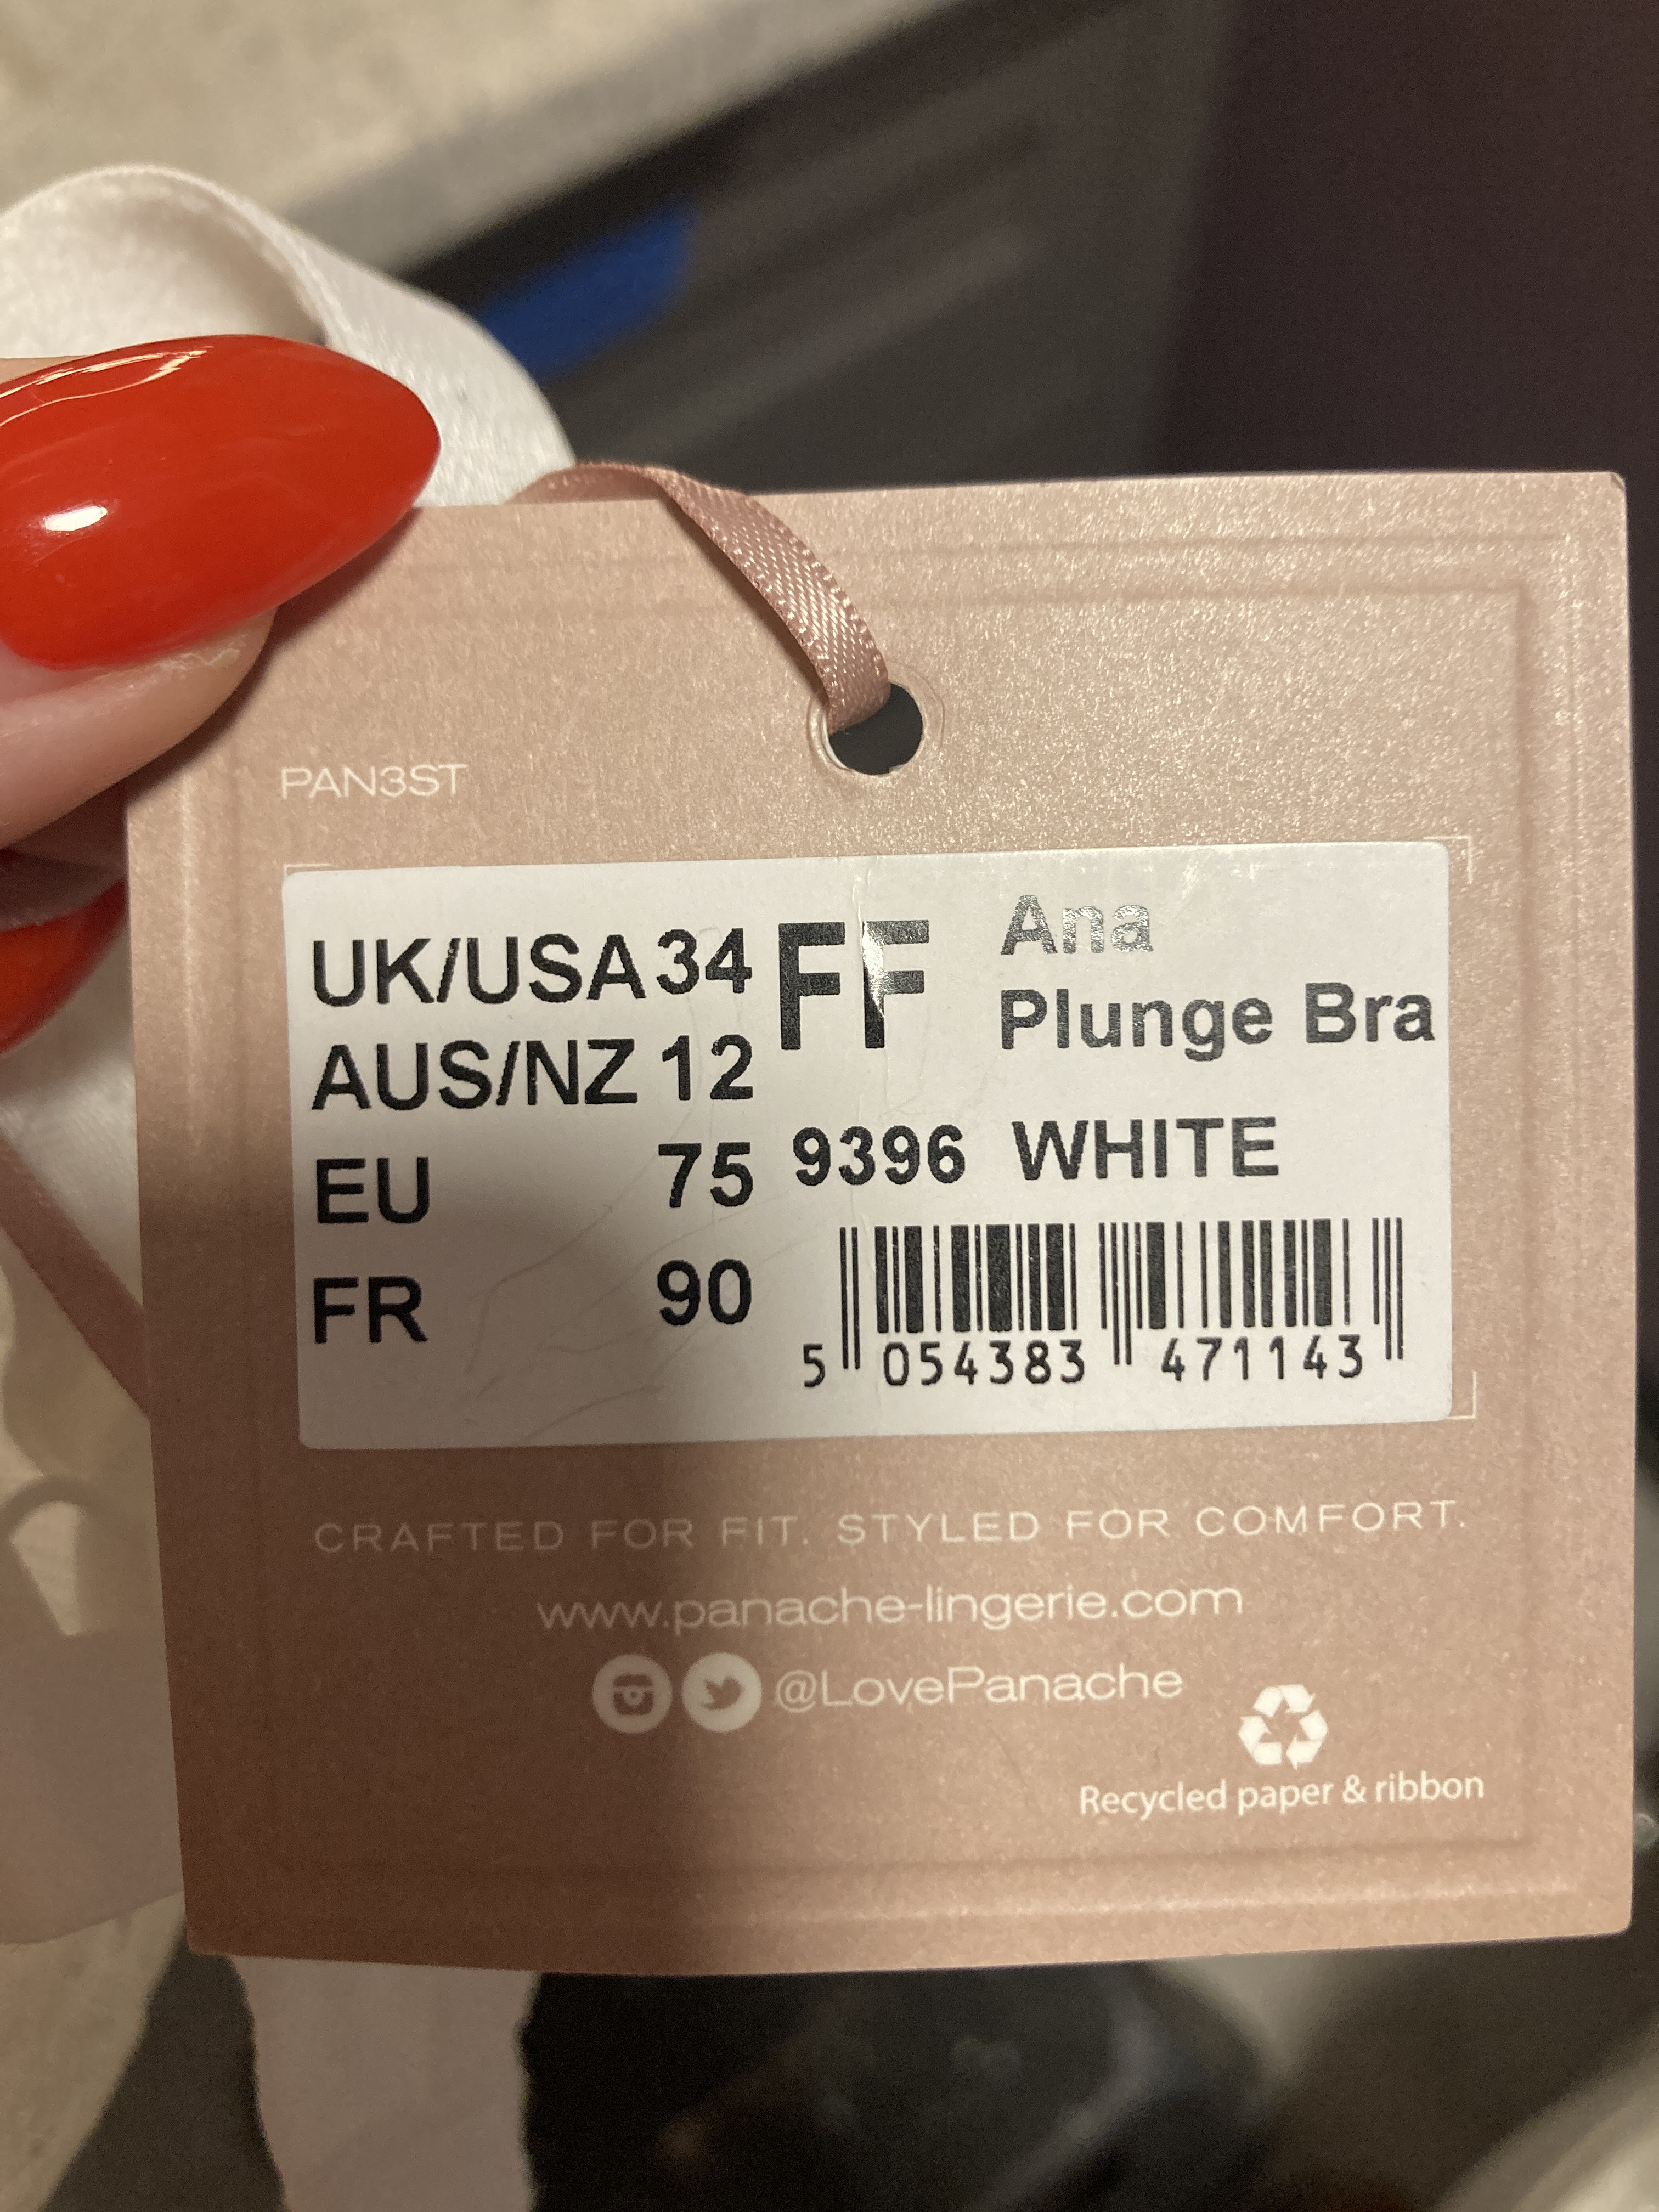 PAN3ST
UK/USA 34 FF Ana
AUS/NZ 12 Plunge Bra
EU 75 9396 WHITE
FR 90
5 054383 471143
CRAFTED FOR FIT. STYLED FOR COMFORT.
www.panache-lingerie.com
@LovePanache
Recycled paper & ribbon